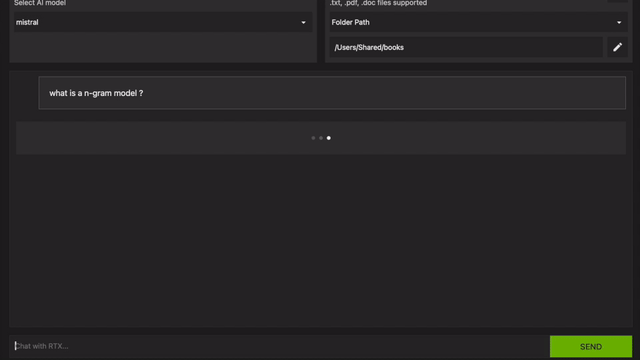 Select AI model
.txt, .pdf, .doc files supported
mistral
Folder Path
/Users/Shared/books
what is a n-gram model ?
Chat with RTX...
SEND